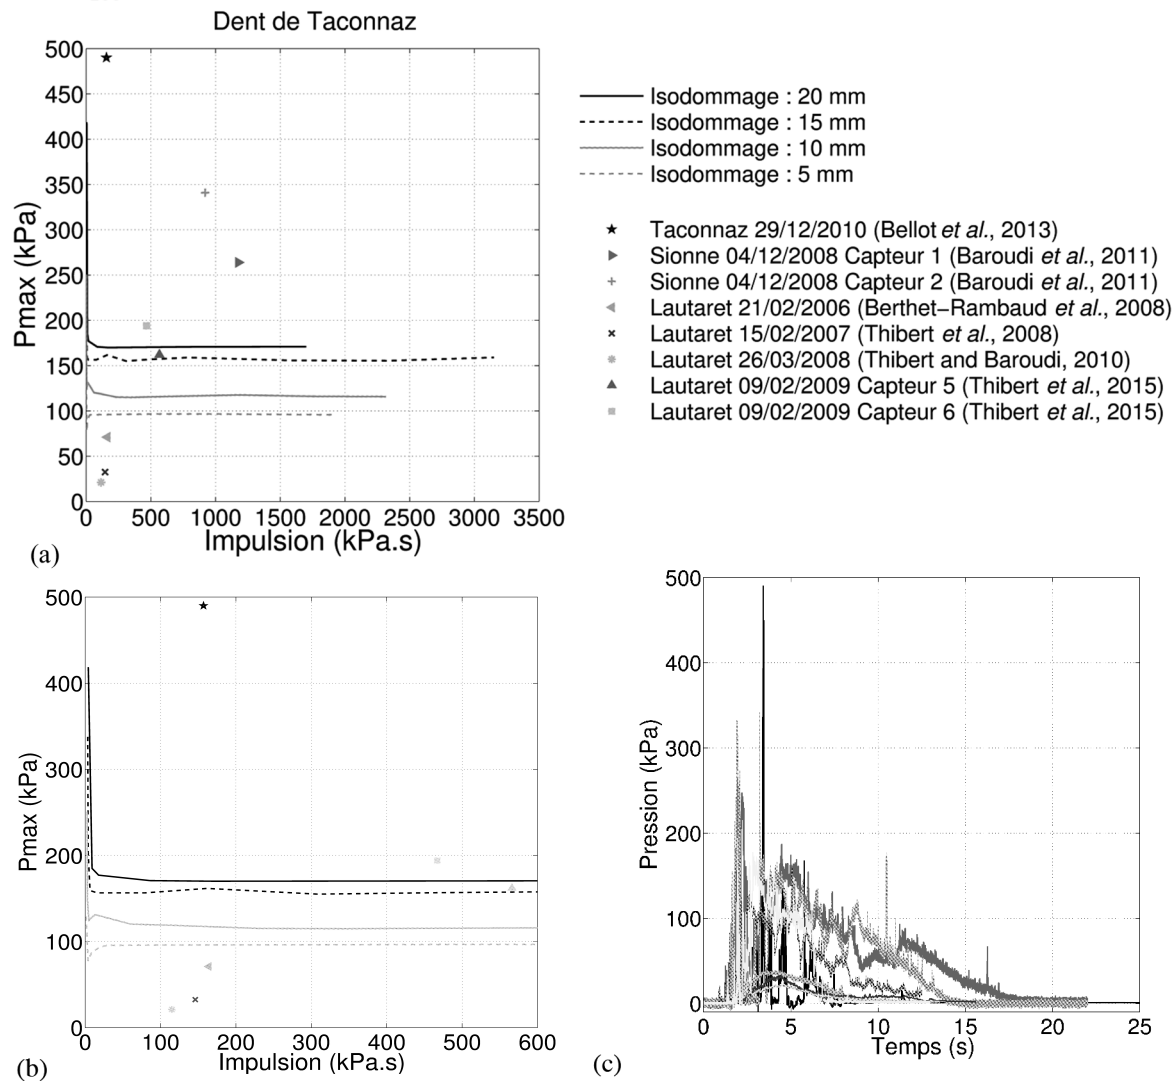 Dent de Taconnaz
500
450
400
350
300
250
200
150
100
50
0
Pmax (kPa)
0 500 1000 1500 2000 2500 3000 3500
Impulsion (kPa.s)
(a)
Isodommage : 20 mm
Isodommage : 15 mm
Isodommage : 10 mm
Isodommage : 5 mm
Taconnaz 29/12/2010 (Bellot et al., 2013)
Sionne 04/12/2008 Capteur 1 (Baroudi et al., 2011)
Sionne 04/12/2008 Capteur 2 (Baroudi et al., 2011)
Lautaret 21/02/2006 (Berthet−Rambaud et al., 2008)
Lautaret 15/02/2007 (Thibert et al., 2008)
Lautaret 26/03/2008 (Thibert and Baroudi, 2010)
Lautaret 09/02/2009 Capteur 5 (Thibert et al., 2015)
Lautaret 09/02/2009 Capteur 6 (Thibert et al., 2015)
500
400
300
200
100
0
Pmax (kPa)
0 100 200 300 400 500 600
Impulsion (kPa.s)
(b)
500
400
300
200
100
0
Pression (kPa)
0 5 10 15 20 25
Temps (s)
(c)